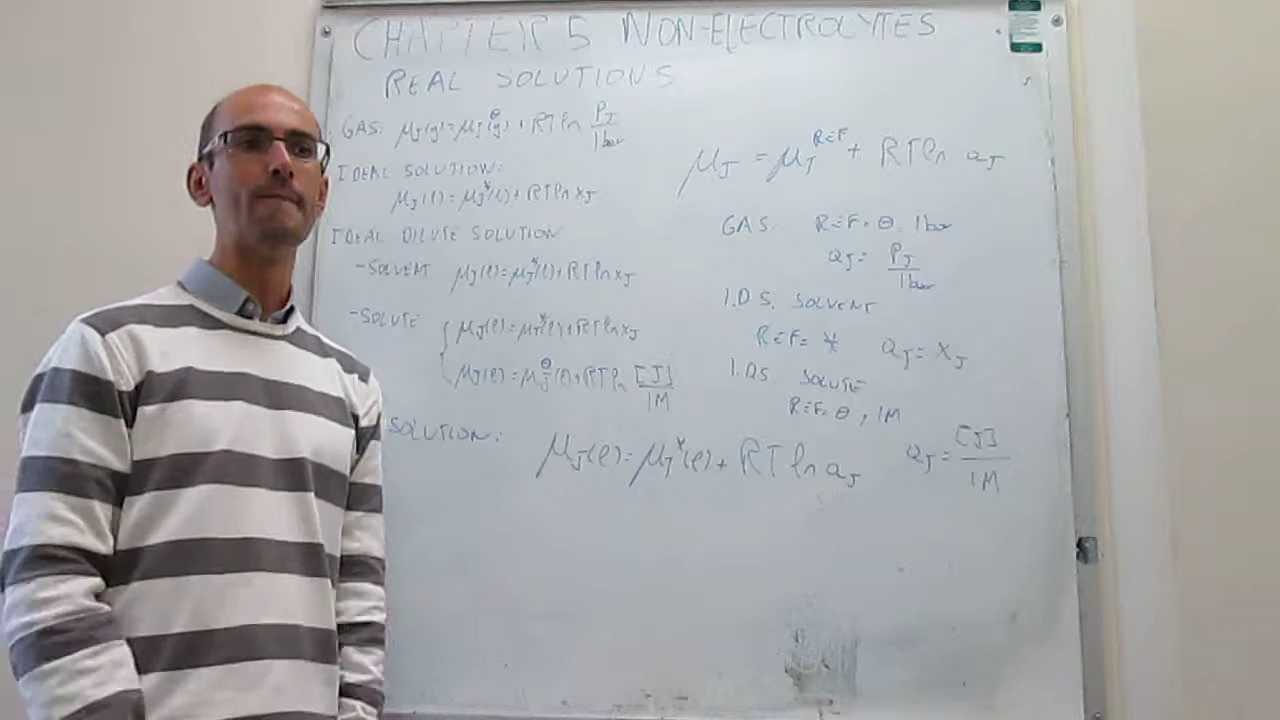 CHAPTER 5 NON-ELECTROLYTES
REAL SOLUTIONS
GAS: μJ(g)=μJ^θ(g)+RT ln PJ/1bar
IDEAL SOLUTION:
μJ(l)=μJ*(l)+RT ln xJ
IDEAL DILUTE SOLUTION
-SOLVENT μJ(l)=μJ*(l)+RT ln xJ
-SOLUTE μJ(l)=μJ*(l)+RT ln xJ
μJ(l)=μJ^θ(l)+RT ln [J]/1M
SOLUTION: μJ(l)=μJ*(l)+RT ln aJ
μJ = μJ^REF + RT ln aJ
GAS: REF= θ, 1bar
aJ= PJ/1bar
I.D.S. SOLVENT
REF= * aJ= xJ
I.D.S. SOLUTE
REF= θ, 1M
aJ= [J]/1M